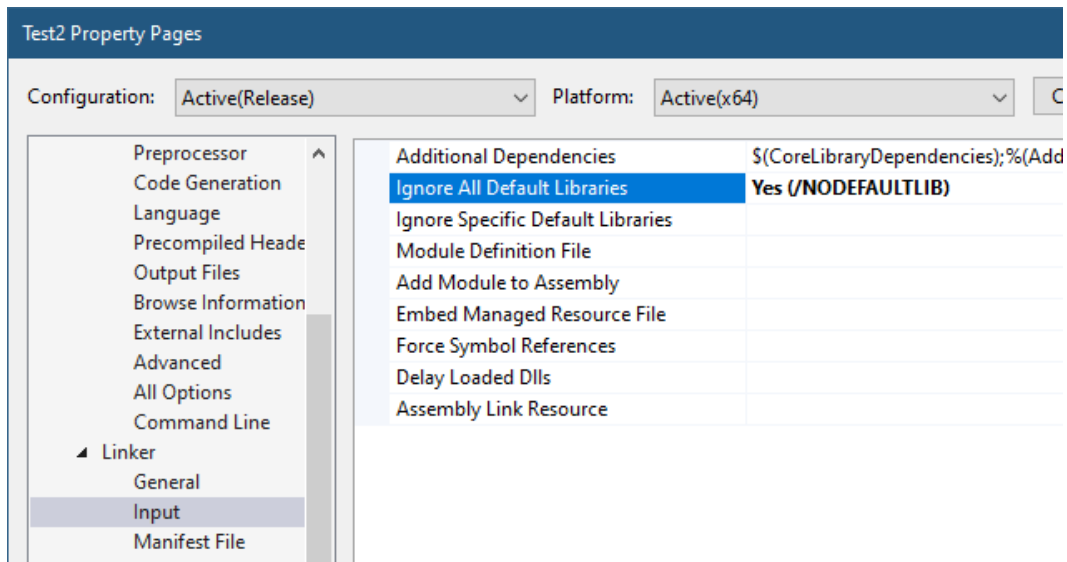 Test2 Property Pages
Configuration: Active(Release) Platform: Active(x64) C
Preprocessor
Code Generation
Language
Precompiled Heade
Output Files
Browse Information
External Includes
Advanced
All Options
Command Line
Linker
General
Input
Manifest File
Additional Dependencies $(CoreLibraryDependencies);%(Add
Ignore All Default Libraries Yes (/NODEFAULTLIB)
Ignore Specific Default Libraries
Module Definition File
Add Module to Assembly
Embed Managed Resource File
Force Symbol References
Delay Loaded Dlls
Assembly Link Resource